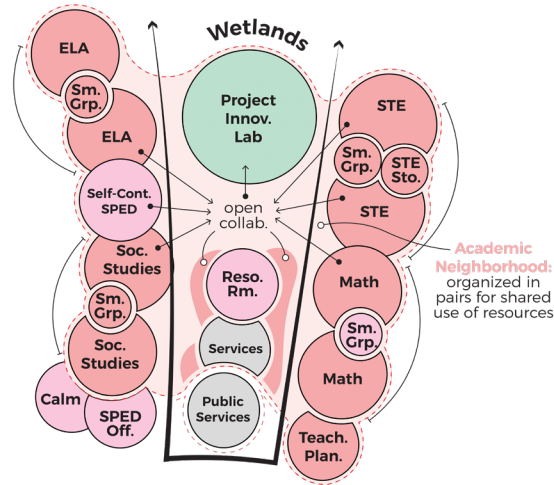 Wetlands
ELA
Sm.
Grp.
ELA
Self-Cont.
SPED
Soc.
Studies
Sm.
Grp.
Soc.
Studies
Calm
SPED
Off.
Project
Innov.
Lab
open
collab.
Reso.
Rm.
Services
Public
Services
STE
Sm.
Grp.
STE
Sto.
STE
Math
Sm.
Grp.
Math
Teach.
Plan.
Academic
Neighborhood:
organized in
pairs for shared
use of resources